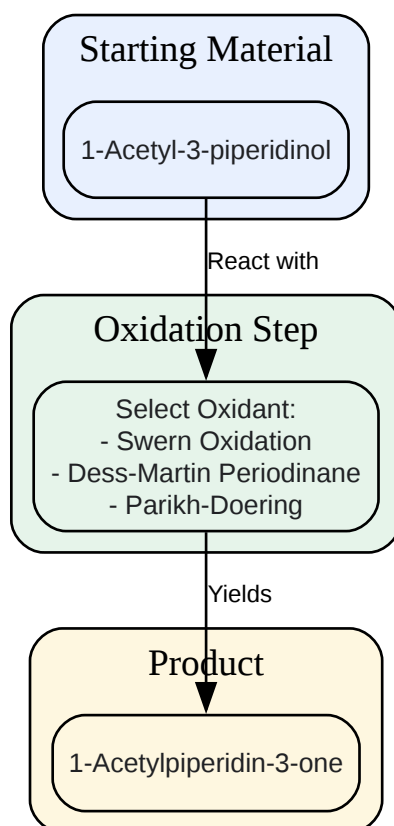 Starting Material
1-Acetyl-3-piperidinol
React with
Oxidation Step
Select Oxidant:
- Swern Oxidation
- Dess-Martin Periodinane
- Parikh-Doering
Yields
Product
1-Acetylpiperidin-3-one